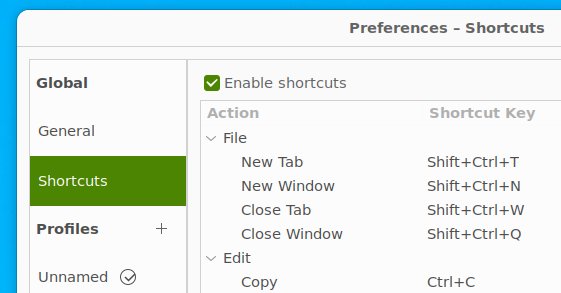 Preferences – Shortcuts
Global
General
Shortcuts
Profiles
Unnamed
Enable shortcuts
Action Shortcut Key
File
New Tab Shift+Ctrl+T
New Window Shift+Ctrl+N
Close Tab Shift+Ctrl+W
Close Window Shift+Ctrl+Q
Edit
Copy Ctrl+C